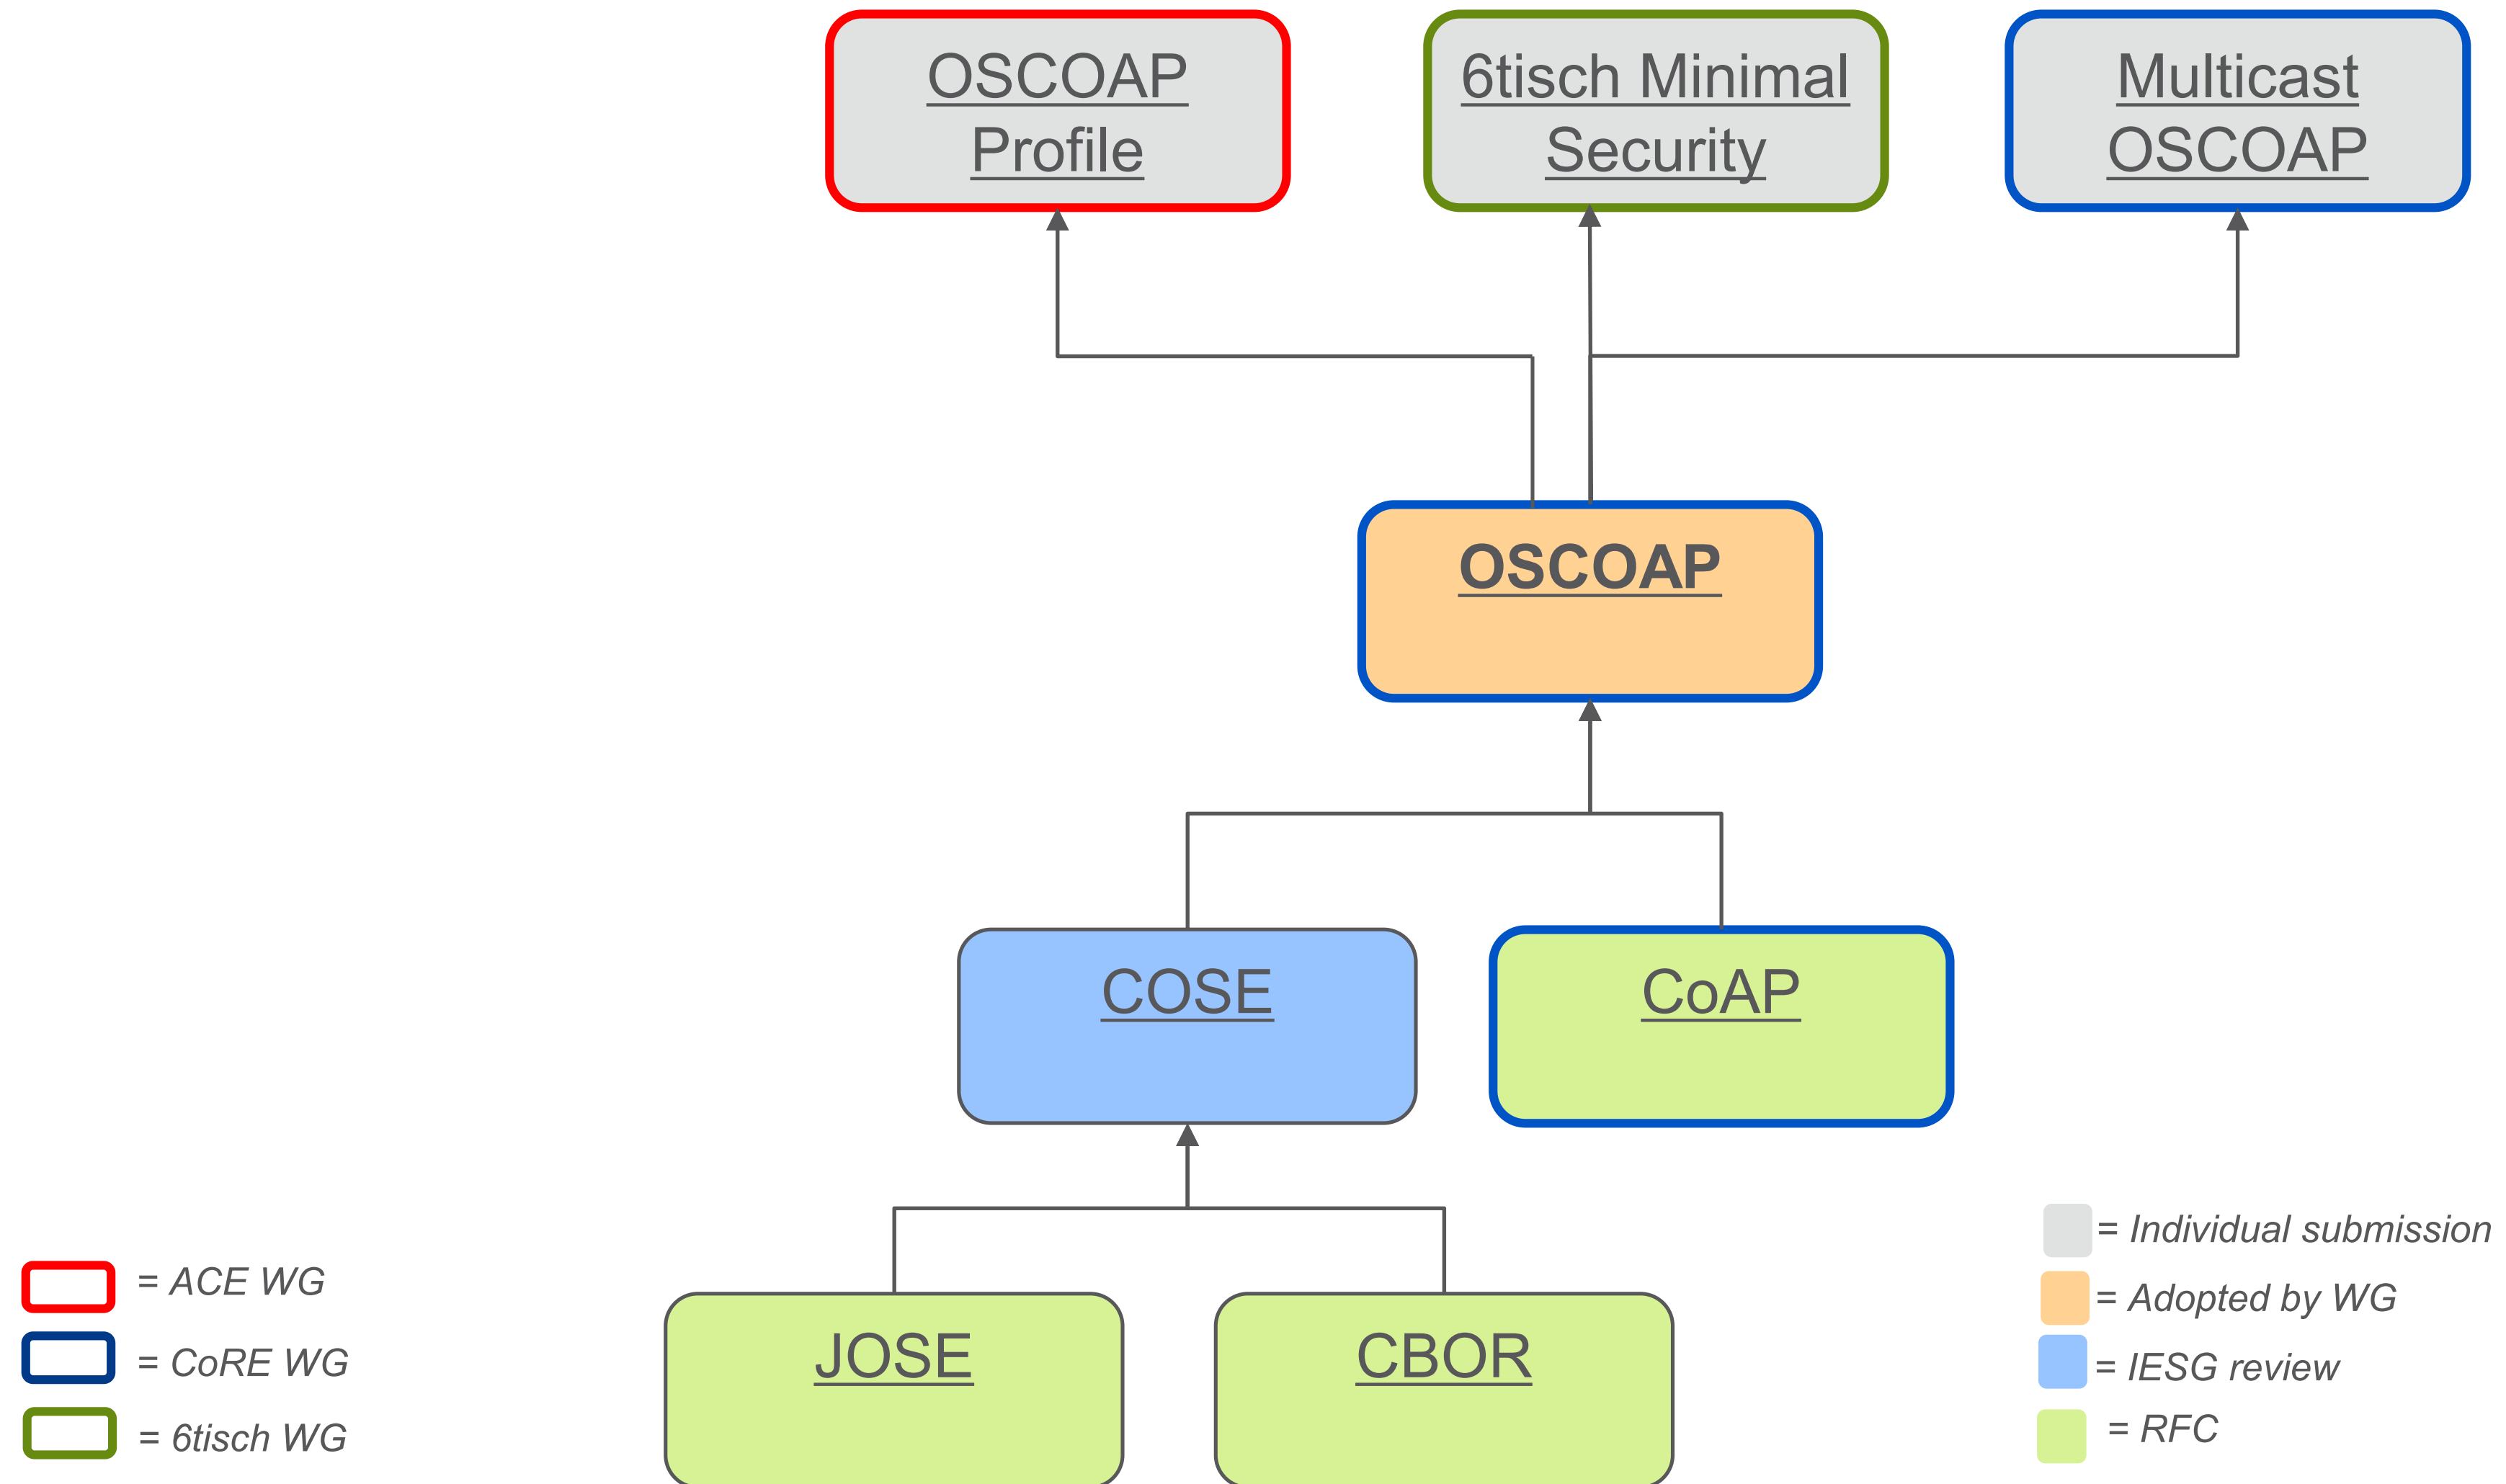 OSCOAP
Profile
6tisch Minimal
Security
Multicast
OSCOAP
OSCOAP
COSE
CoAP
JOSE
CBOR
= ACE WG
= CoRE WG
= 6tisch WG
= Individual submission
= Adopted by WG
= IESG review
= RFC